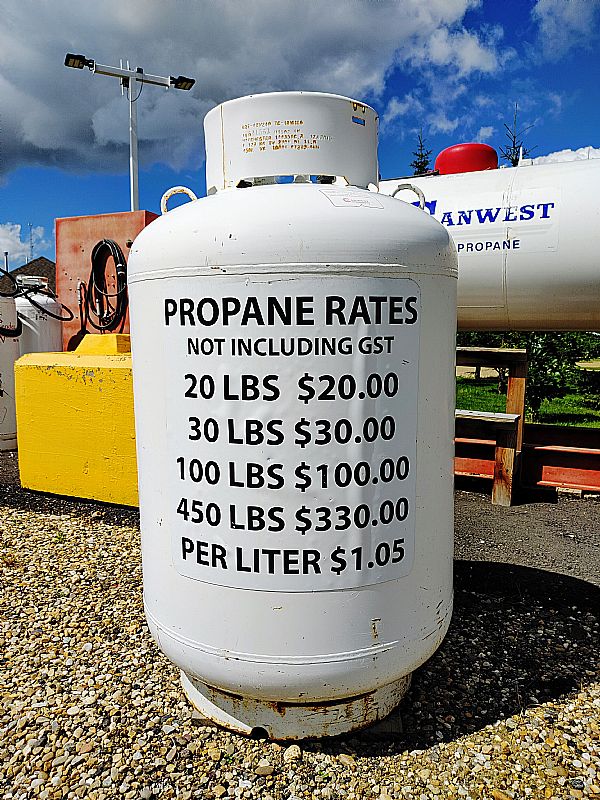 CANWEST
PROPANE
PROPANE RATES
NOT INCLUDING GST
20 LBS $20.00
30 LBS $30.00
100 LBS $100.00
450 LBS $330.00
PER LITER $1.05